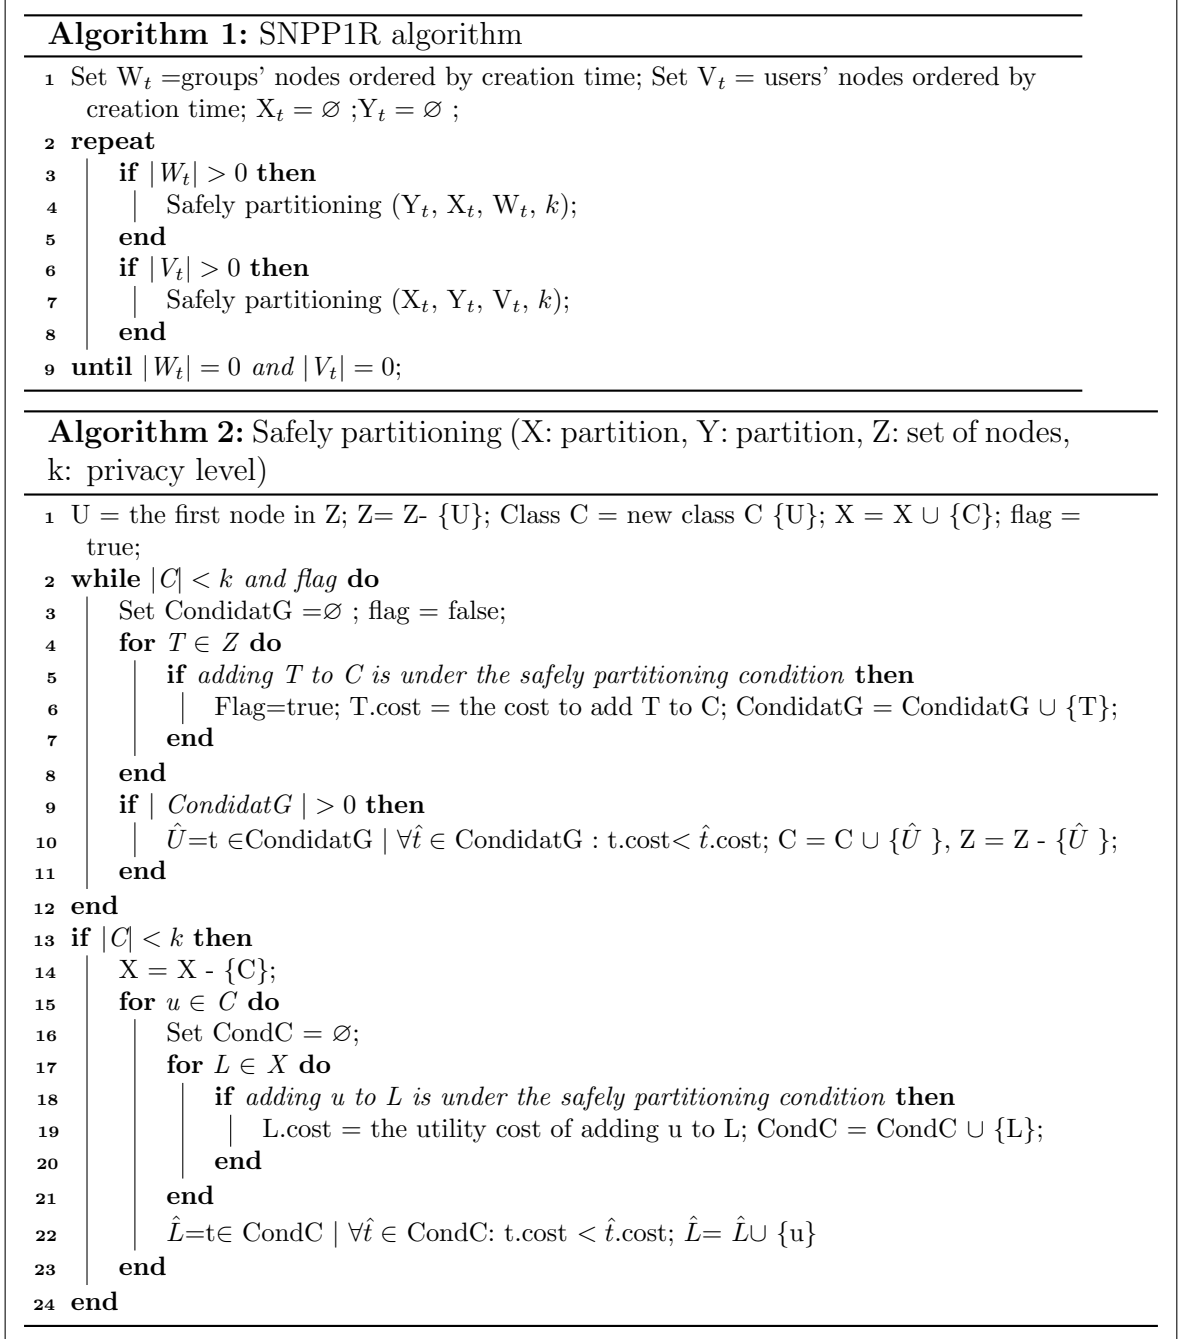 Algorithm 1: SNPP1R algorithm
1 Set W_t =groups' nodes ordered by creation time; Set V_t = users' nodes ordered by
creation time; X_t = ∅ ;Y_t = ∅ ;
2 repeat
3 if |W_t| > 0 then
4 Safely partitioning (Y_t, X_t, W_t, k);
5 end
6 if |V_t| > 0 then
7 Safely partitioning (X_t, Y_t, V_t, k);
8 end
9 until |W_t| = 0 and |V_t| = 0;
Algorithm 2: Safely partitioning (X: partition, Y: partition, Z: set of nodes,
k: privacy level)
1 U = the first node in Z; Z= Z- {U}; Class C = new class C {U}; X = X ∪ {C}; flag =
true;
2 while |C| < k and flag do
3 Set CondidatG =∅ ; flag = false;
4 for T ∈ Z do
5 if adding T to C is under the safely partitioning condition then
6 Flag=true; T.cost = the cost to add T to C; CondidatG = CondidatG ∪ {T};
7 end
8 end
9 if | CondidatG | > 0 then
10 Û=t ∈CondidatG | ∀t̂ ∈ CondidatG : t.cost< t̂.cost; C = C ∪ {Û }, Z = Z - {Û };
11 end
12 end
13 if |C| < k then
14 X = X - {C};
15 for u ∈ C do
16 Set CondC = ∅;
17 for L ∈ X do
18 if adding u to L is under the safely partitioning condition then
19 L.cost = the utility cost of adding u to L; CondC = CondC ∪ {L};
20 end
21 end
22 L̂=t∈ CondC | ∀t̂ ∈ CondC: t.cost < t̂.cost; L̂= L̂∪ {u}
23 end
24 end